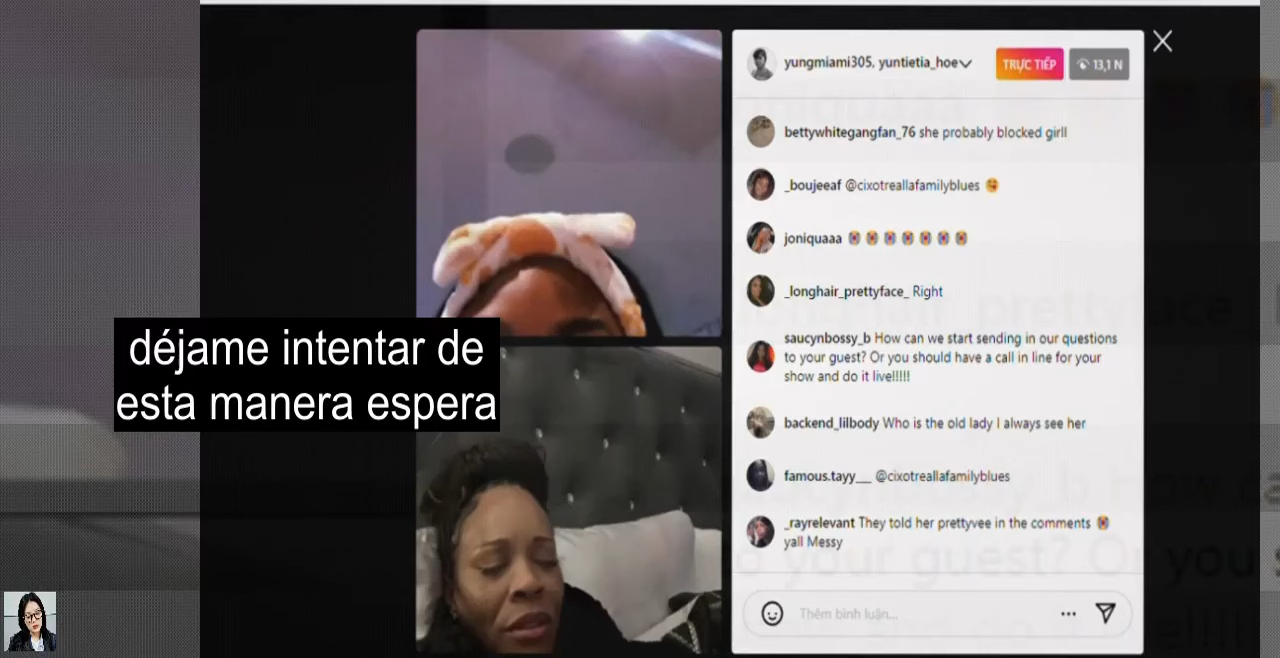 yungmiami305, yuntietia_hoe
TRỰC TIẾP
13,1 N
bettywhitegangfan_76 she probably blocked girll
_boujeeaf @cixotreallafamilyblues
joniquaaa
_longhair_prettyface_ Right
saucynbossy_b How can we start sending in our questions
to your guest? Or you should have a call in line for your
show and do it live!!!!!
backend_lilbody Who is the old lady I always see her
famous.tayy__ @cixotreallafamilyblues
_rayrelevant They told her prettyvee in the comments
yall Messy
Thêm bình luận...
déjame intentar de
esta manera espera